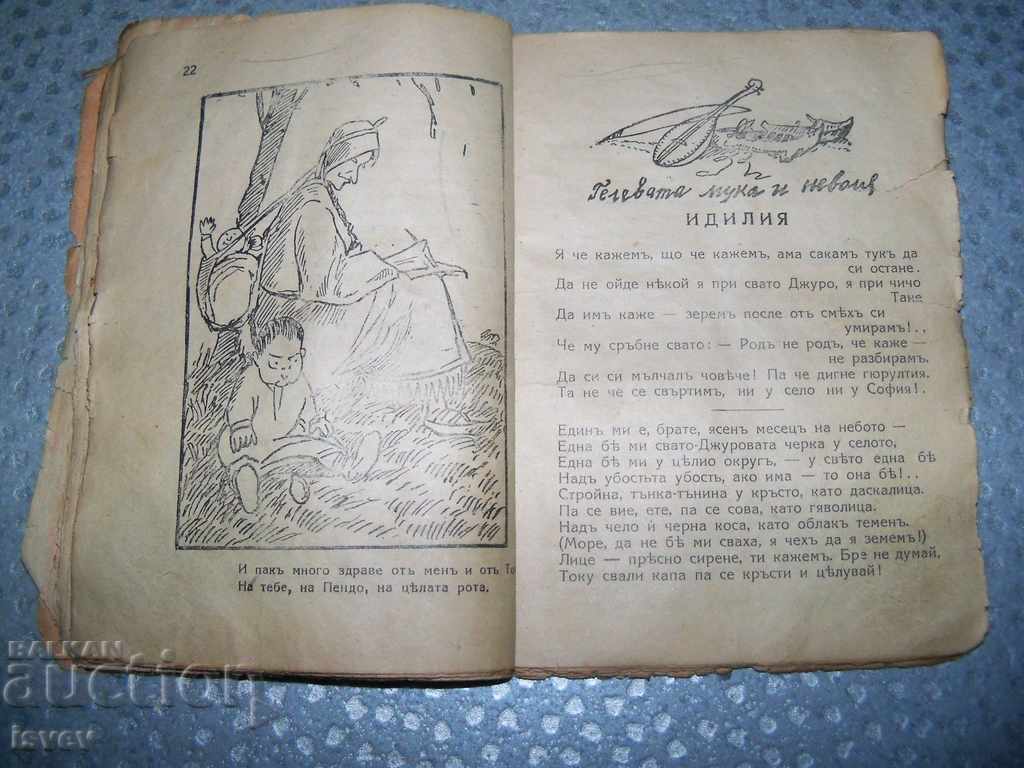 22
И пакъ много здраве отъ менъ и отъ То
На тебе, на Пендо, на цѣлата рота.
Гелевата мука и неволя
ИДИЛИЯ
Я че кажемъ, що че кажемъ, ама сакамъ тукъ да
си остане.
Да не ойде нѣкой я при свато Джуро, я при чичо
Таке
Да имъ каже — зеремъ после отъ смѣхъ си
умирамъ!..
Че му сръбне свато: — Родъ не родъ, че каже —
не разбирамъ.
Да си си мълчалъ човѣче! Па че дигне гюрултия.
Та не че се свъртимъ, ни у село ни у София!.
Единъ ми е, брате, ясенъ месецъ на небото —
Една бѣ ми свато-Джуровата черка у селото,
Една бѣ ми у цѣлио округъ, — у свѣто една бѣ
Надъ убостьта убость, ако има — то она бѣ!..
Стройна, тънка-тънина у кръсто, като даскалица.
Па се вие, ете, па се сова, като гяволица.
Надъ чело ѝ черна коса, като облакъ теменъ.
(Море, да не бѣ ми сваха, я чехъ да я земемъ!)
Лице — прѣсно сирене, ти кажемъ. Брѐ не думай,
Току свали капа па се кръсти и цѣлувай!
BALKAN
auction
isvev